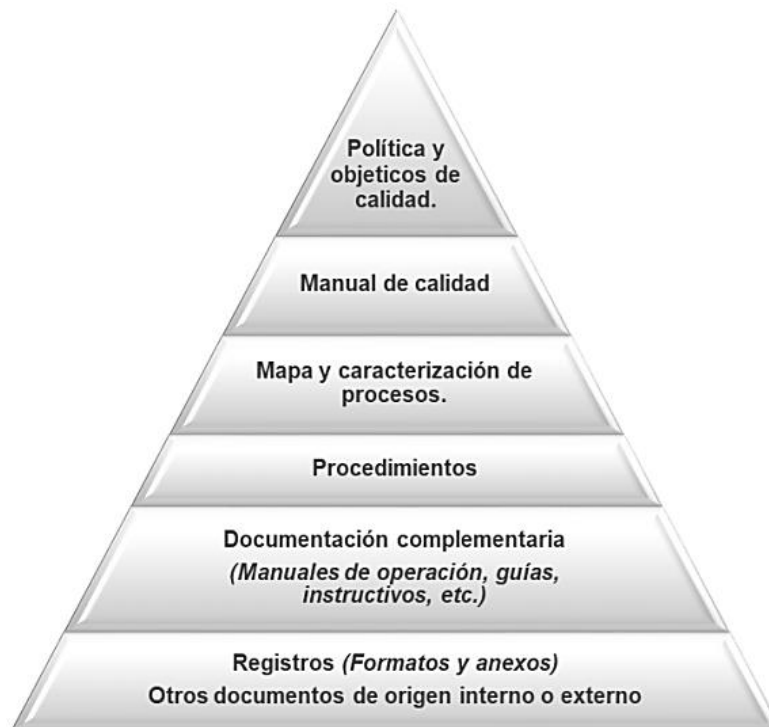 Política y
objeticos de
calidad.
Manual de calidad
Mapa y caracterización de
procesos.
Procedimientos
Documentación complementaria
(Manuales de operación, guías,
instructivos, etc.)
Registros (Formatos y anexos)
Otros documentos de origen interno o externo